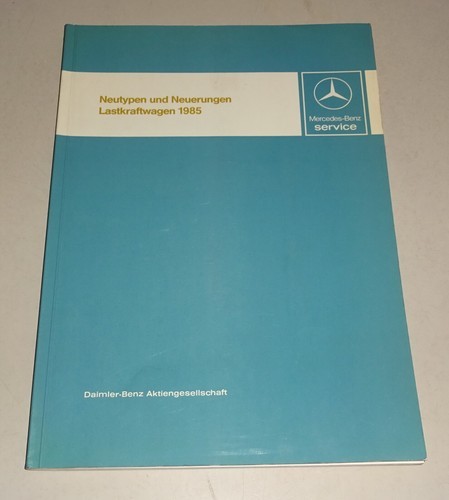 Neutypen und Neuerungen
Lastkraftwagen 1985
Mercedes-Benz
service
Daimler-Benz Aktiengesellschaft